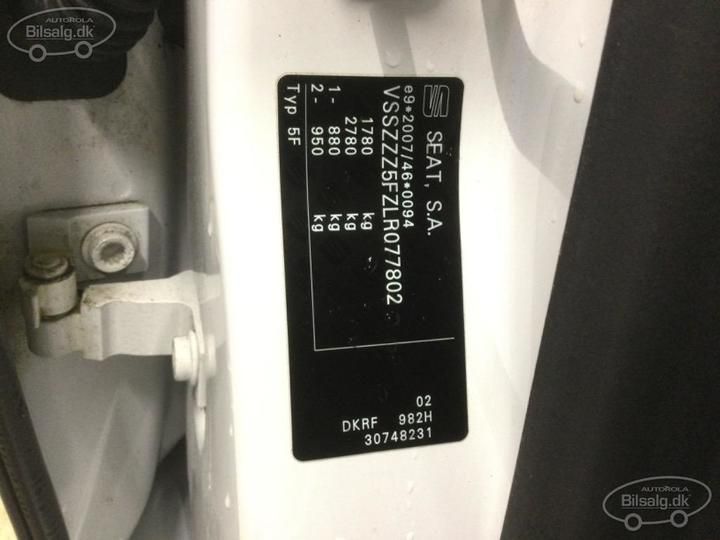 SEAT, S.A.
e9*2007/46*0094
VSSZZZ5FZLR077802
1780 kg
2780 kg
1- 880 kg
2- 950 kg
Typ 5F
02
DKRF 982H
30748231
AUTOROLA
Bilsalg.dk
AUTOROLA
Bilsalg.dk